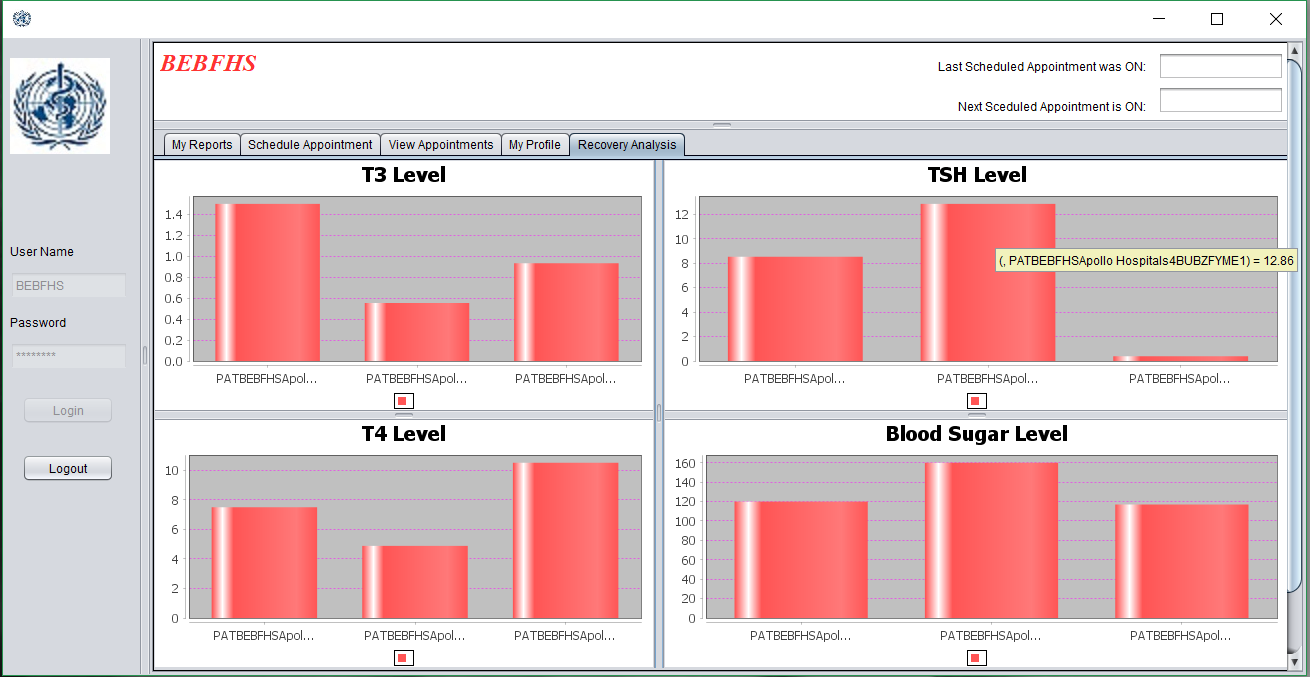 BEBFHS
Last Scheduled Appointment was ON:
Next Sceduled Appointment is ON:
My Reports Schedule Appointment View Appointments My Profile Recovery Analysis
User Name
BEBFHS
Password
********
Login
Logout
T3 Level
1.4
1.2
1.0
0.8
0.6
0.4
0.2
0.0
PATBEBFHSApol... PATBEBFHSApol... PATBEBFHSApol...
TSH Level
12
10
8
6
4
2
0
(, PATBEBFHSApollo Hospitals4BUBZFYME1) = 12.86
PATBEBFHSApol... PATBEBFHSApol... PATBEBFHSApol...
T4 Level
10
8
6
4
2
0
PATBEBFHSApol... PATBEBFHSApol... PATBEBFHSApol...
Blood Sugar Level
160
140
120
100
80
60
40
20
0
PATBEBFHSApol... PATBEBFHSApol... PATBEBFHSApol...